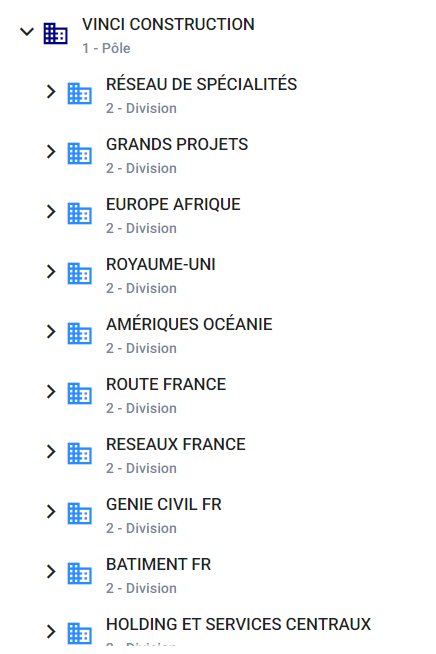 VINCI CONSTRUCTION
1 - Pôle
RÉSEAU DE SPÉCIALITÉS
2 - Division
GRANDS PROJETS
2 - Division
EUROPE AFRIQUE
2 - Division
ROYAUME-UNI
2 - Division
AMÉRIQUES OCÉANIE
2 - Division
ROUTE FRANCE
2 - Division
RESEAUX FRANCE
2 - Division
GENIE CIVIL FR
2 - Division
BATIMENT FR
2 - Division
HOLDING ET SERVICES CENTRAUX
2 - Division